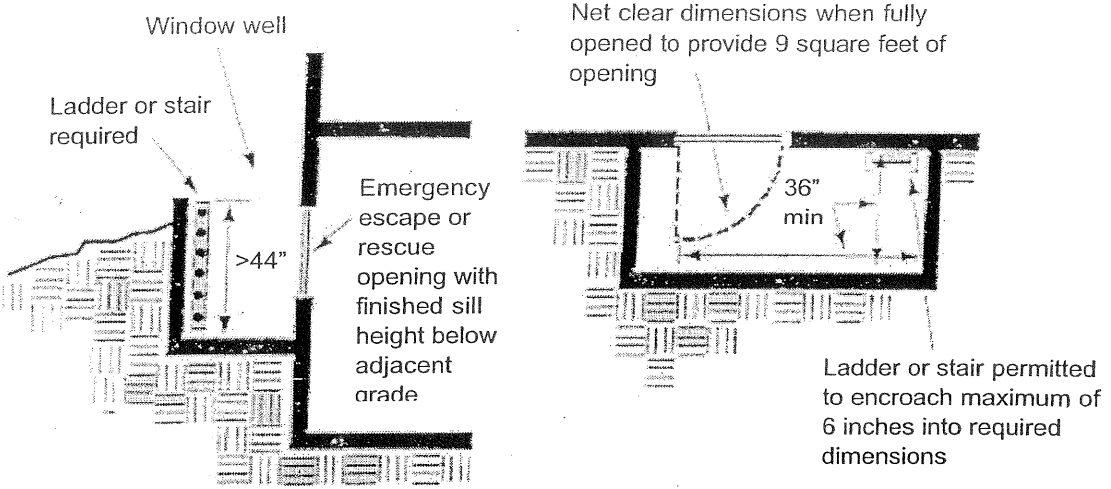 Window well
Ladder or stair
required
>44"
Emergency
escape or
rescue
opening with
finished sill
height below
adjacent
grade
Net clear dimensions when fully
opened to provide 9 square feet of
opening
36"
min
Ladder or stair permitted
to encroach maximum of
6 inches into required
dimensions